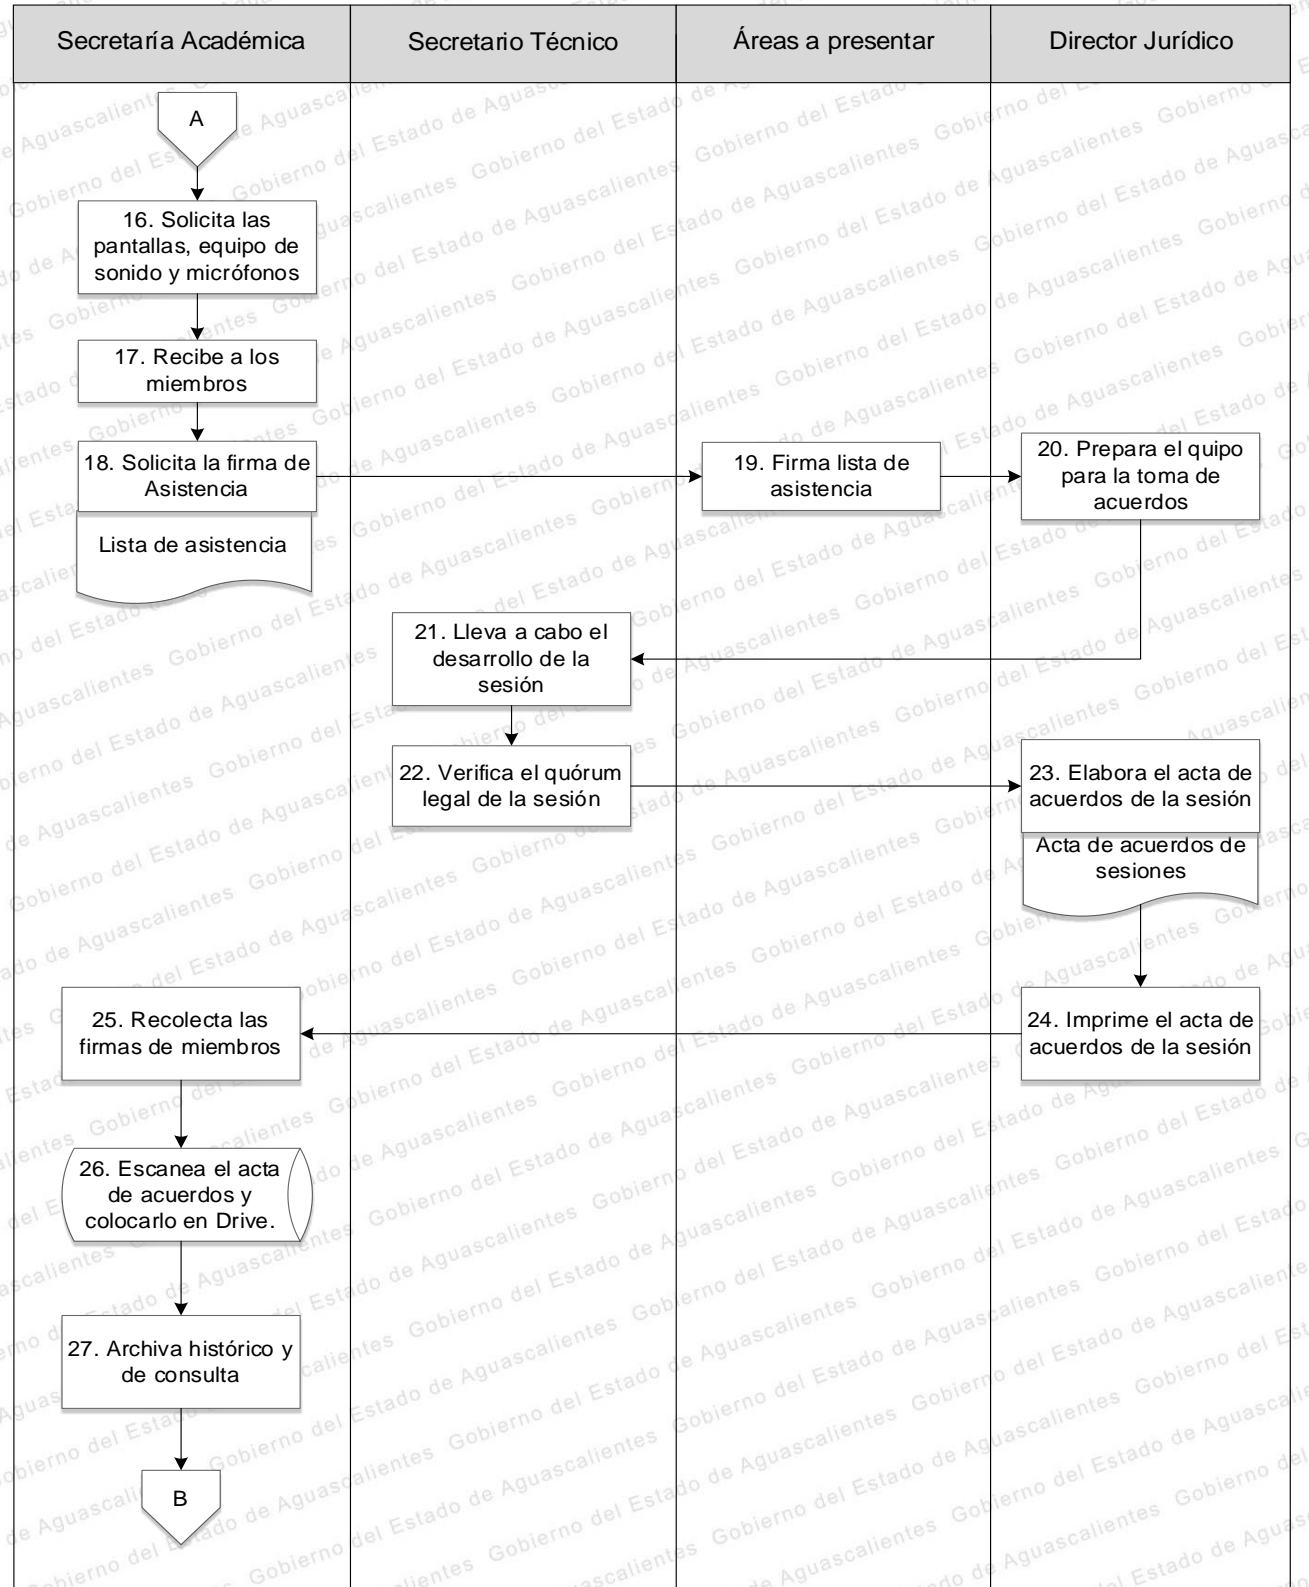 Secretaría Académica
Secretario Técnico
Áreas a presentar
Director Jurídico
A
16. Solicita las
pantallas, equipo de
sonido y micrófonos
17. Recibe a los
miembros
18. Solicita la firma de
Asistencia
Lista de asistencia
19. Firma lista de
asistencia
20. Prepara el quipo
para la toma de
acuerdos
21. Lleva a cabo el
desarrollo de la
sesión
22. Verifica el quórum
legal de la sesión
23. Elabora el acta de
acuerdos de la sesión
Acta de acuerdos de
sesiones
24. Imprime el acta de
acuerdos de la sesión
25. Recolecta las
firmas de miembros
26. Escanea el acta
de acuerdos y
colocarlo en Drive.
27. Archiva histórico y
de consulta
B
Gobierno del Estado de Aguascalientes